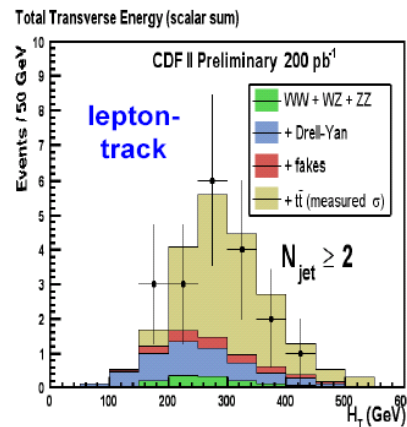 Total Transverse Energy (scalar sum)
Events / 50 GeV
10
9
8
7
6
5
4
3
2
1
0
CDF II Preliminary 200 pb⁻¹
lepton-
track
WW + WZ + ZZ
+ Drell-Yan
+ fakes
+ tt̄ (measured σ)
N_jet ≥ 2
0 100 200 300 400 500 60
H_T (GeV)